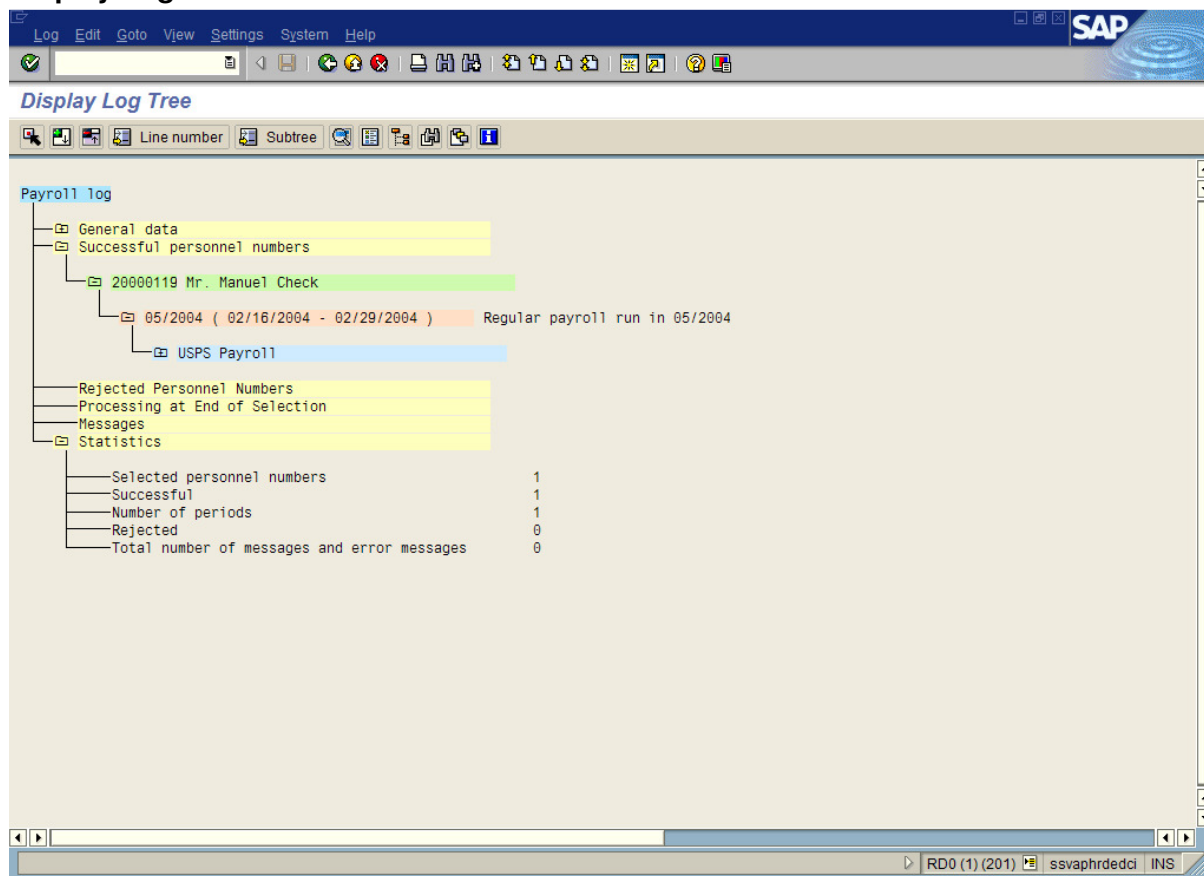 Log Edit Goto View Settings System Help
SAP
Display Log Tree
Line number Subtree
Payroll log
General data
Successful personnel numbers
20000119 Mr. Manuel Check
05/2004 ( 02/16/2004 - 02/29/2004 ) Regular payroll run in 05/2004
USPS Payroll
Rejected Personnel Numbers
Processing at End of Selection
Messages
Statistics
Selected personnel numbers 1
Successful 1
Number of periods 1
Rejected 0
Total number of messages and error messages 0
RD0 (1) (201) ssvaphrdedci INS